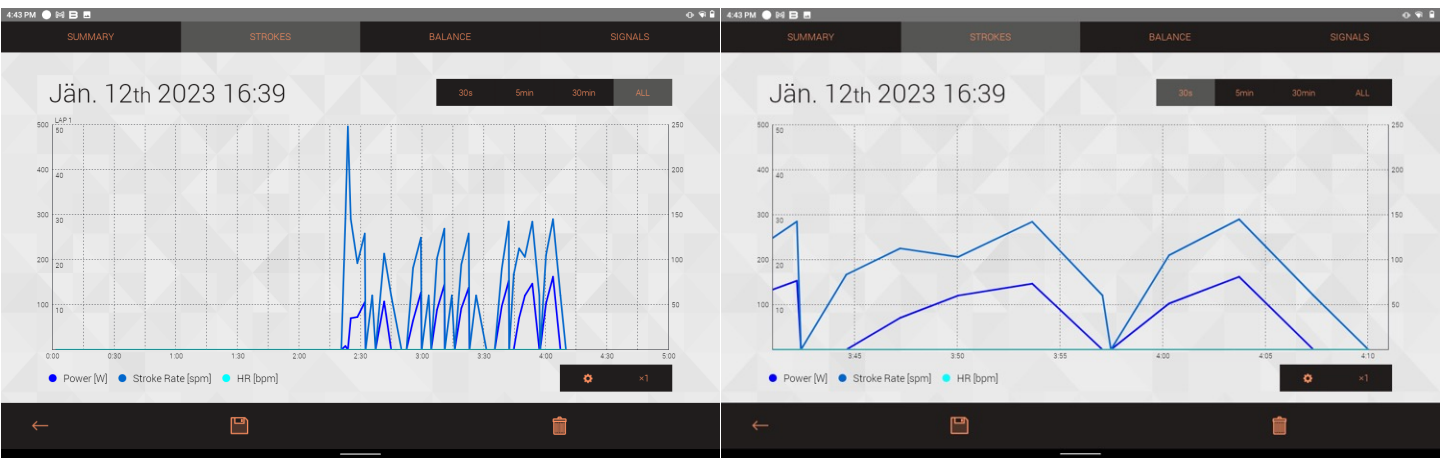 4:43 PM
SUMMARY STROKES BALANCE SIGNALS
Jän. 12th 2023 16:39
30s 5min 30min ALL
LAP 1
500 50 250
400 40 200
300 30 150
200 20 100
100 10 50
0:00 0:30 1:00 1:30 2:00 2:30 3:00 3:30 4:00 4:30 5:00
Power [W] Stroke Rate [spm] HR [bpm]
×1
4:43 PM
SUMMARY STROKES BALANCE SIGNALS
Jän. 12th 2023 16:39
30s 5min 30min ALL
500 50 250
400 40 200
300 30 150
200 20 100
100 10 50
3:45 3:50 3:55 4:00 4:05 4:10
Power [W] Stroke Rate [spm] HR [bpm]
×1